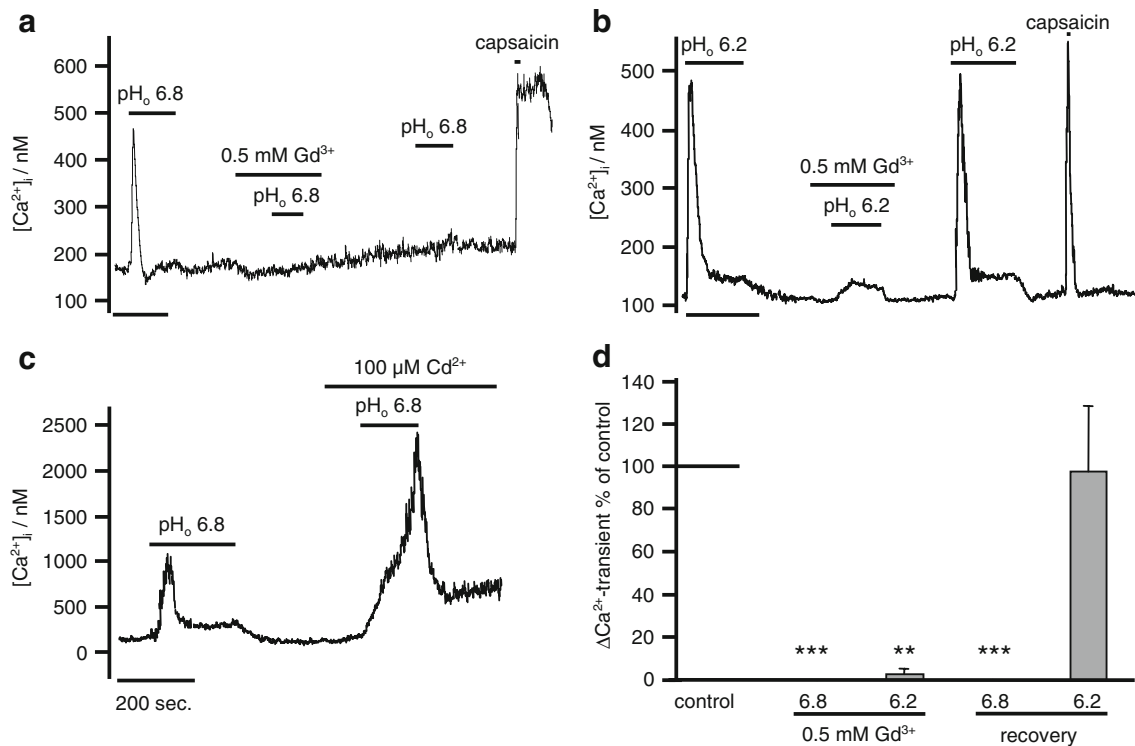 a
capsaicin
600
500
400
300
200
100
[Ca²⁺]ᵢ / nM
pHₒ 6.8
0.5 mM Gd³⁺
pHₒ 6.8
pHₒ 6.8
b
capsaicin
500
400
300
200
100
[Ca²⁺]ᵢ / nM
pHₒ 6.2
0.5 mM Gd³⁺
pHₒ 6.2
pHₒ 6.2
c
100 µM Cd²⁺
2500
2000
1500
1000
500
0
[Ca²⁺]ᵢ / nM
pHₒ 6.8
pHₒ 6.8
200 sec.
d
140
120
100
80
60
40
20
0
ΔCa²⁺-transient % of control
*** ** ***
control 6.8 6.2 6.8 6.2
0.5 mM Gd³⁺ recovery